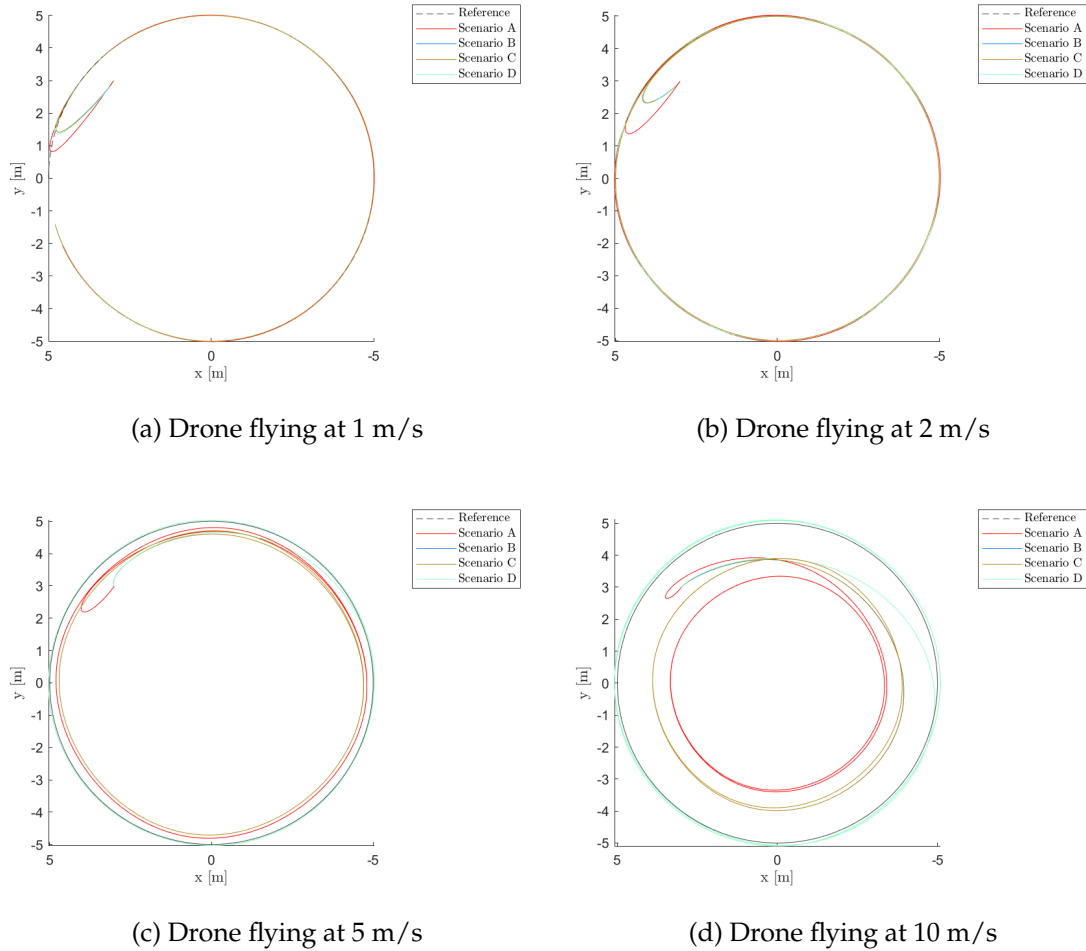 Reference
Scenario A
Scenario B
Scenario C
Scenario D
5
4
3
2
1
0
-1
-2
-3
-4
-5
y [m]
5 0 -5
x [m]
(a) Drone flying at 1 m/s
Reference
Scenario A
Scenario B
Scenario C
Scenario D
5
4
3
2
1
0
-1
-2
-3
-4
-5
y [m]
5 0 -5
x [m]
(b) Drone flying at 2 m/s
Reference
Scenario A
Scenario B
Scenario C
Scenario D
5
4
3
2
1
0
-1
-2
-3
-4
-5
y [m]
5 0 -5
x [m]
(c) Drone flying at 5 m/s
Reference
Scenario A
Scenario B
Scenario C
Scenario D
5
4
3
2
1
0
-1
-2
-3
-4
-5
y [m]
5 0 -5
x [m]
(d) Drone flying at 10 m/s